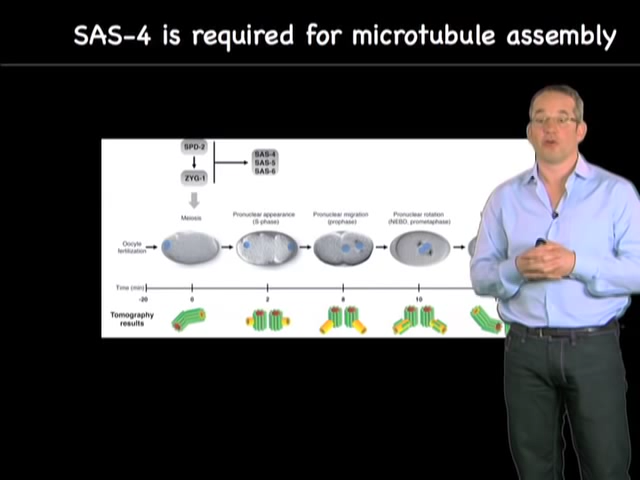 SAS-4 is required for microtubule assembly
SPD-2
SAS-4
SAS-5
SAS-6
ZYG-1
Meiosis
Pronuclear appearance
(S phase)
Pronuclear migration
(prophase)
Pronuclear rotation
(NEBD, prometaphase)
Oocyte
fertilization
Time (min)
-20
0
2
8
10
Tomography
results